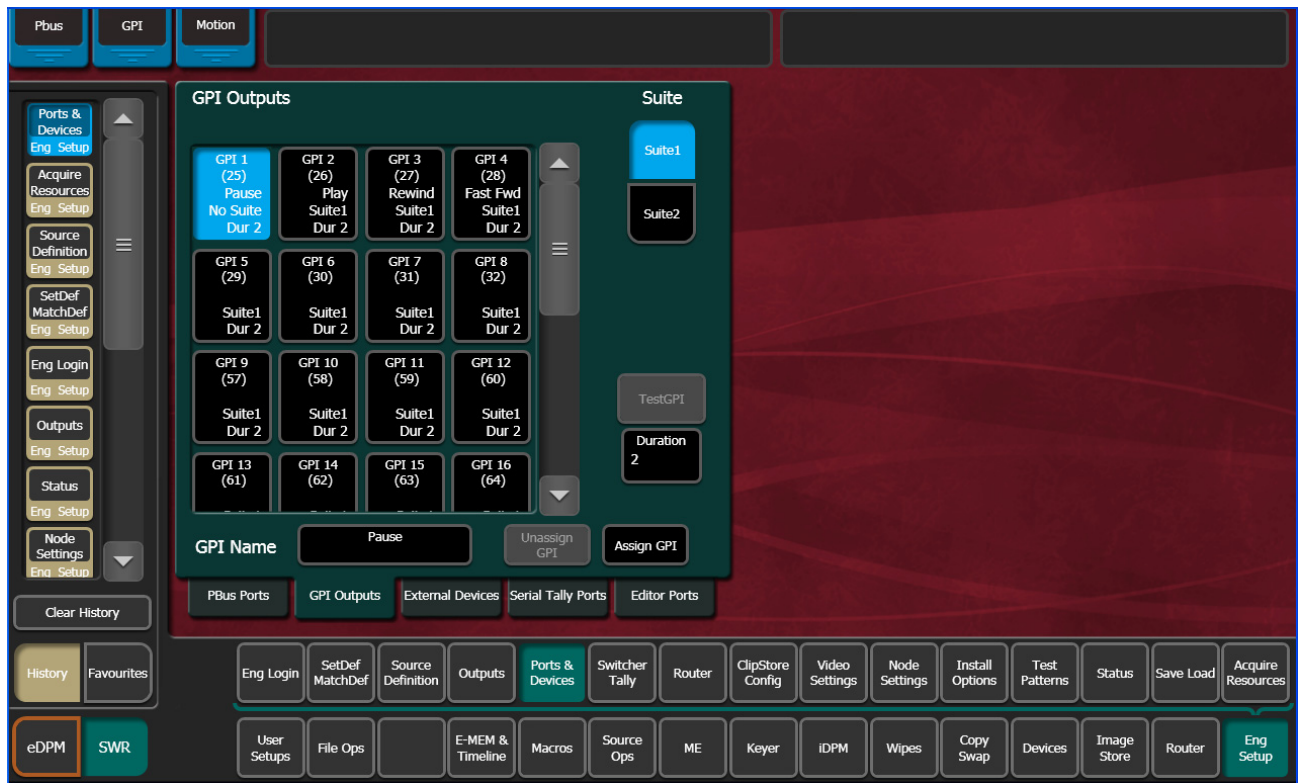 Pbus
GPI
Motion
Ports &
Devices
Eng Setup
Acquire
Resources
Eng Setup
Source
Definition
Eng Setup
SetDef
MatchDef
Eng Setup
Eng Login
Eng Setup
Outputs
Eng Setup
Status
Eng Setup
Node
Settings
Eng Setup
Clear History
History
Favourites
eDPM
SWR
GPI Outputs
Suite
GPI 1
(25)
Pause
No Suite
Dur 2
GPI 2
(26)
Play
Suite1
Dur 2
GPI 3
(27)
Rewind
Suite1
Dur 2
GPI 4
(28)
Fast Fwd
Suite1
Dur 2
GPI 5
(29)
Suite1
Dur 2
GPI 6
(30)
Suite1
Dur 2
GPI 7
(31)
Suite1
Dur 2
GPI 8
(32)
Suite1
Dur 2
GPI 9
(57)
Suite1
Dur 2
GPI 10
(58)
Suite1
Dur 2
GPI 11
(59)
Suite1
Dur 2
GPI 12
(60)
Suite1
Dur 2
GPI 13
(61)
GPI 14
(62)
GPI 15
(63)
GPI 16
(64)
Suite1
Suite2
TestGPI
Duration
2
GPI Name
Pause
Unassign
GPI
Assign GPI
PBus Ports
GPI Outputs
External Devices
Serial Tally Ports
Editor Ports
Eng Login
SetDef
MatchDef
Source
Definition
Outputs
Ports &
Devices
Switcher
Tally
Router
ClipStore
Config
Video
Settings
Node
Settings
Install
Options
Test
Patterns
Status
Save Load
Acquire
Resources
User
Setups
File Ops
E-MEM &
Timeline
Macros
Source
Ops
ME
Keyer
iDPM
Wipes
Copy
Swap
Devices
Image
Store
Router
Eng
Setup